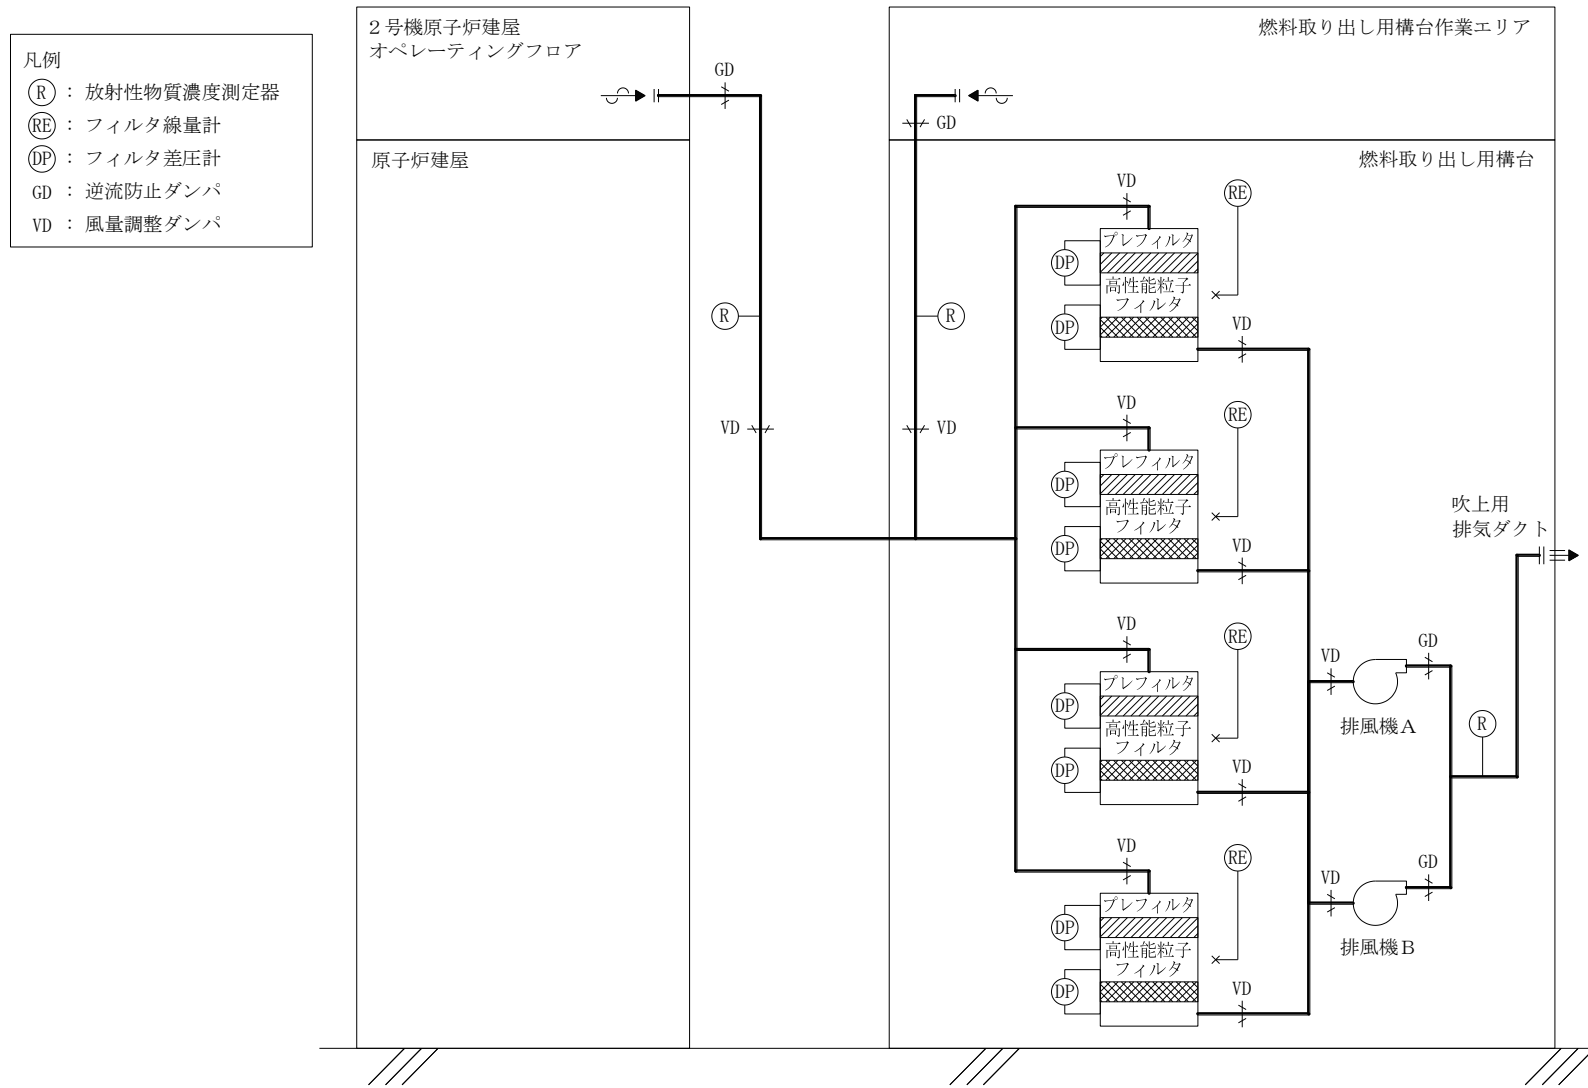 凡例
R : 放射性物質濃度測定器
RE : フィルタ線量計
DP : フィルタ差圧計
GD : 逆流防止ダンパ
VD : 風量調整ダンパ
２号機原子炉建屋
オペレーティングフロア
GD
原子炉建屋
R
VD
燃料取り出し用構台作業エリア
GD
燃料取り出し用構台
R
VD
VD
RE
プレフィルタ
DP
高性能粒子
フィルタ
DP
VD
VD
RE
プレフィルタ
DP
高性能粒子
フィルタ
DP
VD
VD
RE
プレフィルタ
DP
高性能粒子
フィルタ
DP
VD
VD
RE
プレフィルタ
DP
高性能粒子
フィルタ
DP
VD
VD
GD
排風機Ａ
VD
GD
排風機Ｂ
R
吹上用
排気ダクト